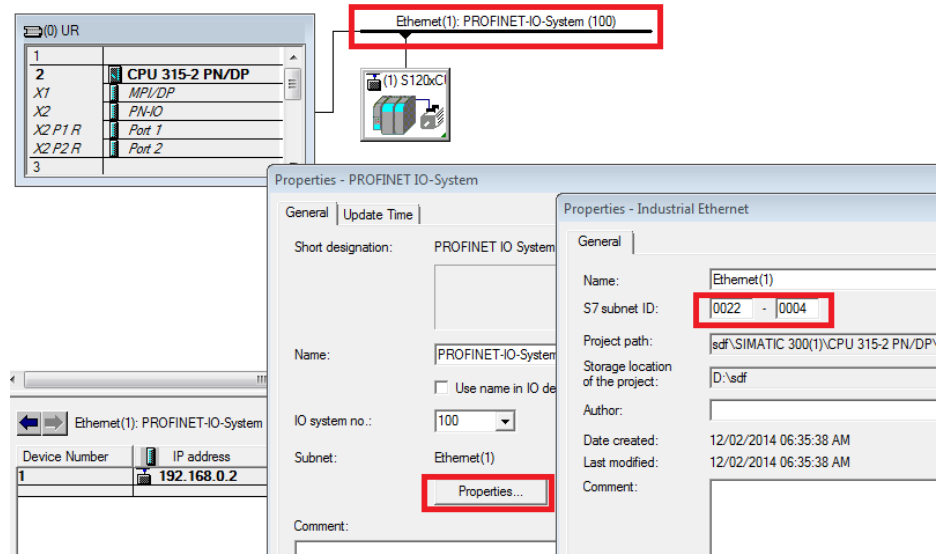 (0) UR
1
2 CPU 315-2 PN/DP
X1 MPI/DP
X2 PN-IO
X2 P1 R Port 1
X2 P2 R Port 2
3
Ethernet(1): PROFINET-IO-System (100)
(1) S120xCU
Properties - PROFINET IO-System
General Update Time
Short designation: PROFINET IO System
Name: PROFINET-IO-System
Use name in IO de
IO system no.: 100
Subnet: Ethernet(1)
Properties...
Comment:
Properties - Industrial Ethernet
General
Name: Ethernet(1)
S7 subnet ID: 0022 - 0004
Project path: sdf\SIMATIC 300(1)\CPU 315-2 PN/DP\
Storage location
of the project: D:\sdf
Author:
Date created: 12/02/2014 06:35:38 AM
Last modified: 12/02/2014 06:35:38 AM
Comment:
Ethernet(1): PROFINET-IO-System
Device Number IP address
1 192.168.0.2